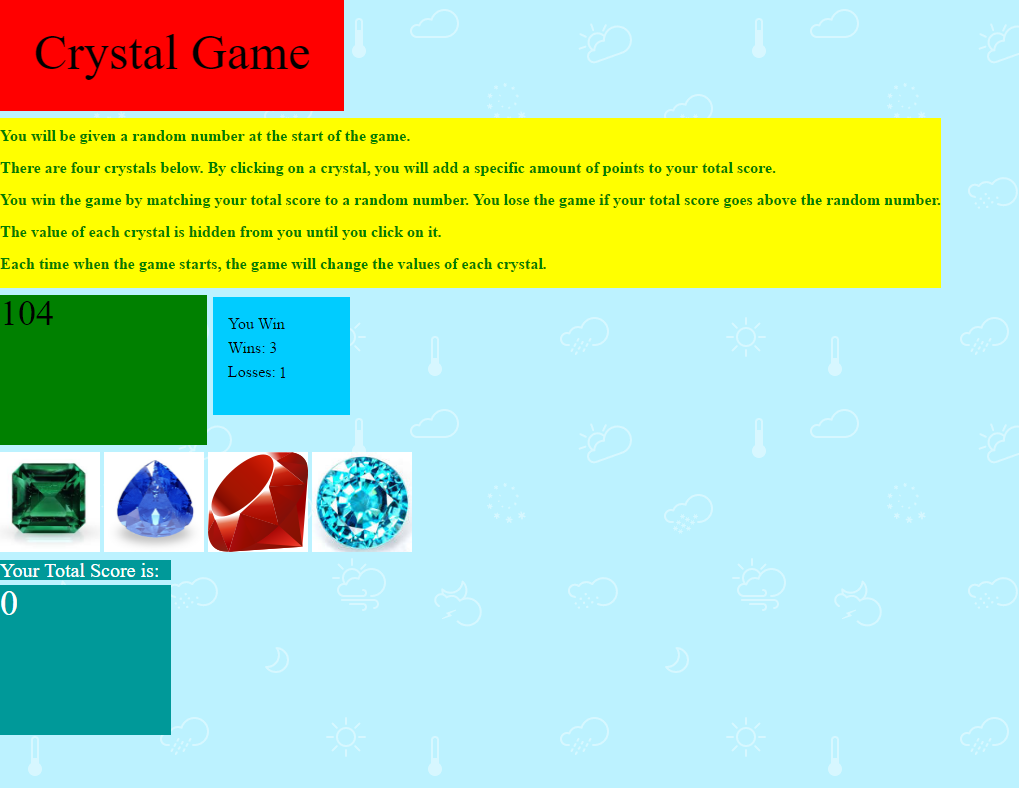 Crystal Game
You will be given a random number at the start of the game.
There are four crystals below. By clicking on a crystal, you will add a specific amount of points to your total score.
You win the game by matching your total score to a random number. You lose the game if your total score goes above the random number.
The value of each crystal is hidden from you until you click on it.
Each time when the game starts, the game will change the values of each crystal.
104
You Win
Wins: 3
Losses: 1
Your Total Score is:
0